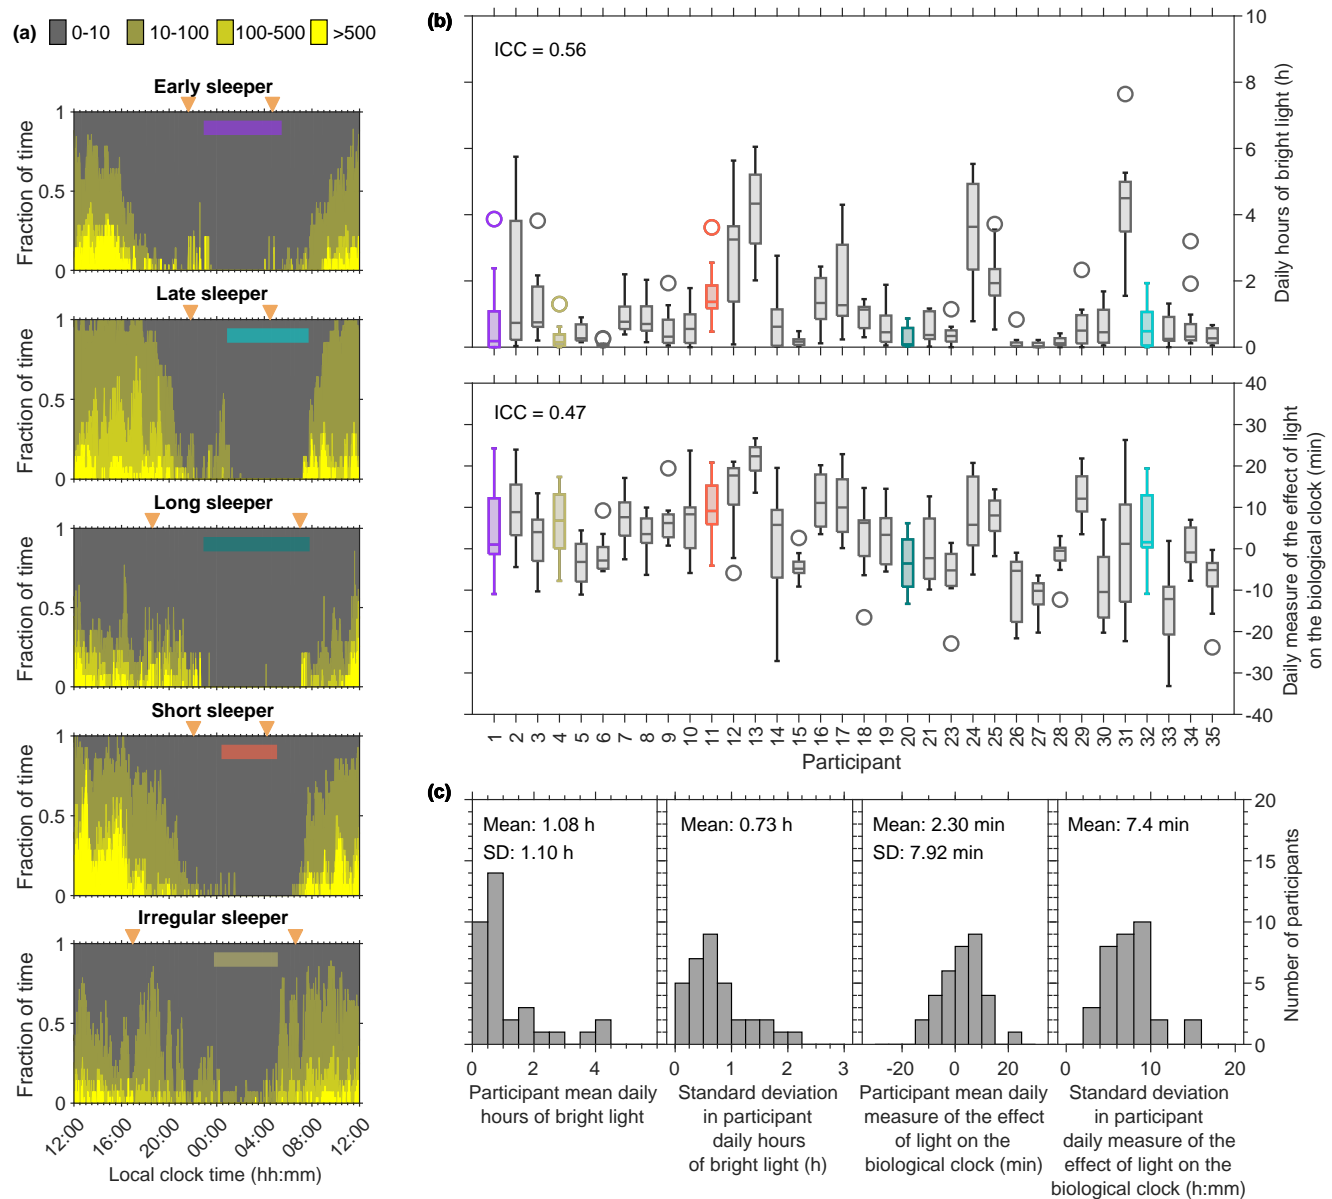 (a)
0-10
10-100
100-500
>500
Early sleeper
1
0.5
0
Fraction of time
Late sleeper
1
0.5
0
Fraction of time
Long sleeper
1
0.5
0
Fraction of time
Short sleeper
1
0.5
0
Fraction of time
Irregular sleeper
1
0.5
0
Fraction of time
12:00 16:00 20:00 00:00 04:00 08:00 12:00
Local clock time (hh:mm)
(b)
ICC = 0.56
10
8
6
4
2
0
Daily hours of bright light (h)
ICC = 0.47
40
30
20
10
0
-10
-20
-30
-40
Daily measure of the effect of light
on the biological clock (min)
1 2 3 4 5 6 7 8 9 10 11 12 13 14 15 16 17 18 19 20 21 23 24 25 26 27 28 29 30 31 32 33 34 35
Participant
(c)
Mean: 1.08 h
SD: 1.10 h
0 2 4
Participant mean daily
hours of bright light
Mean: 0.73 h
0 1 2 3
Standard deviation
in participant
daily hours
of bright light (h)
Mean: 2.30 min
SD: 7.92 min
-20 0 20
Participant mean daily
measure of the effect
of light on the
biological clock (min)
Mean: 7.4 min
0 10 20
Standard deviation
in participant
daily measure of the
effect of light on the
biological clock (h:mm)
20
15
10
5
0
Number of participants